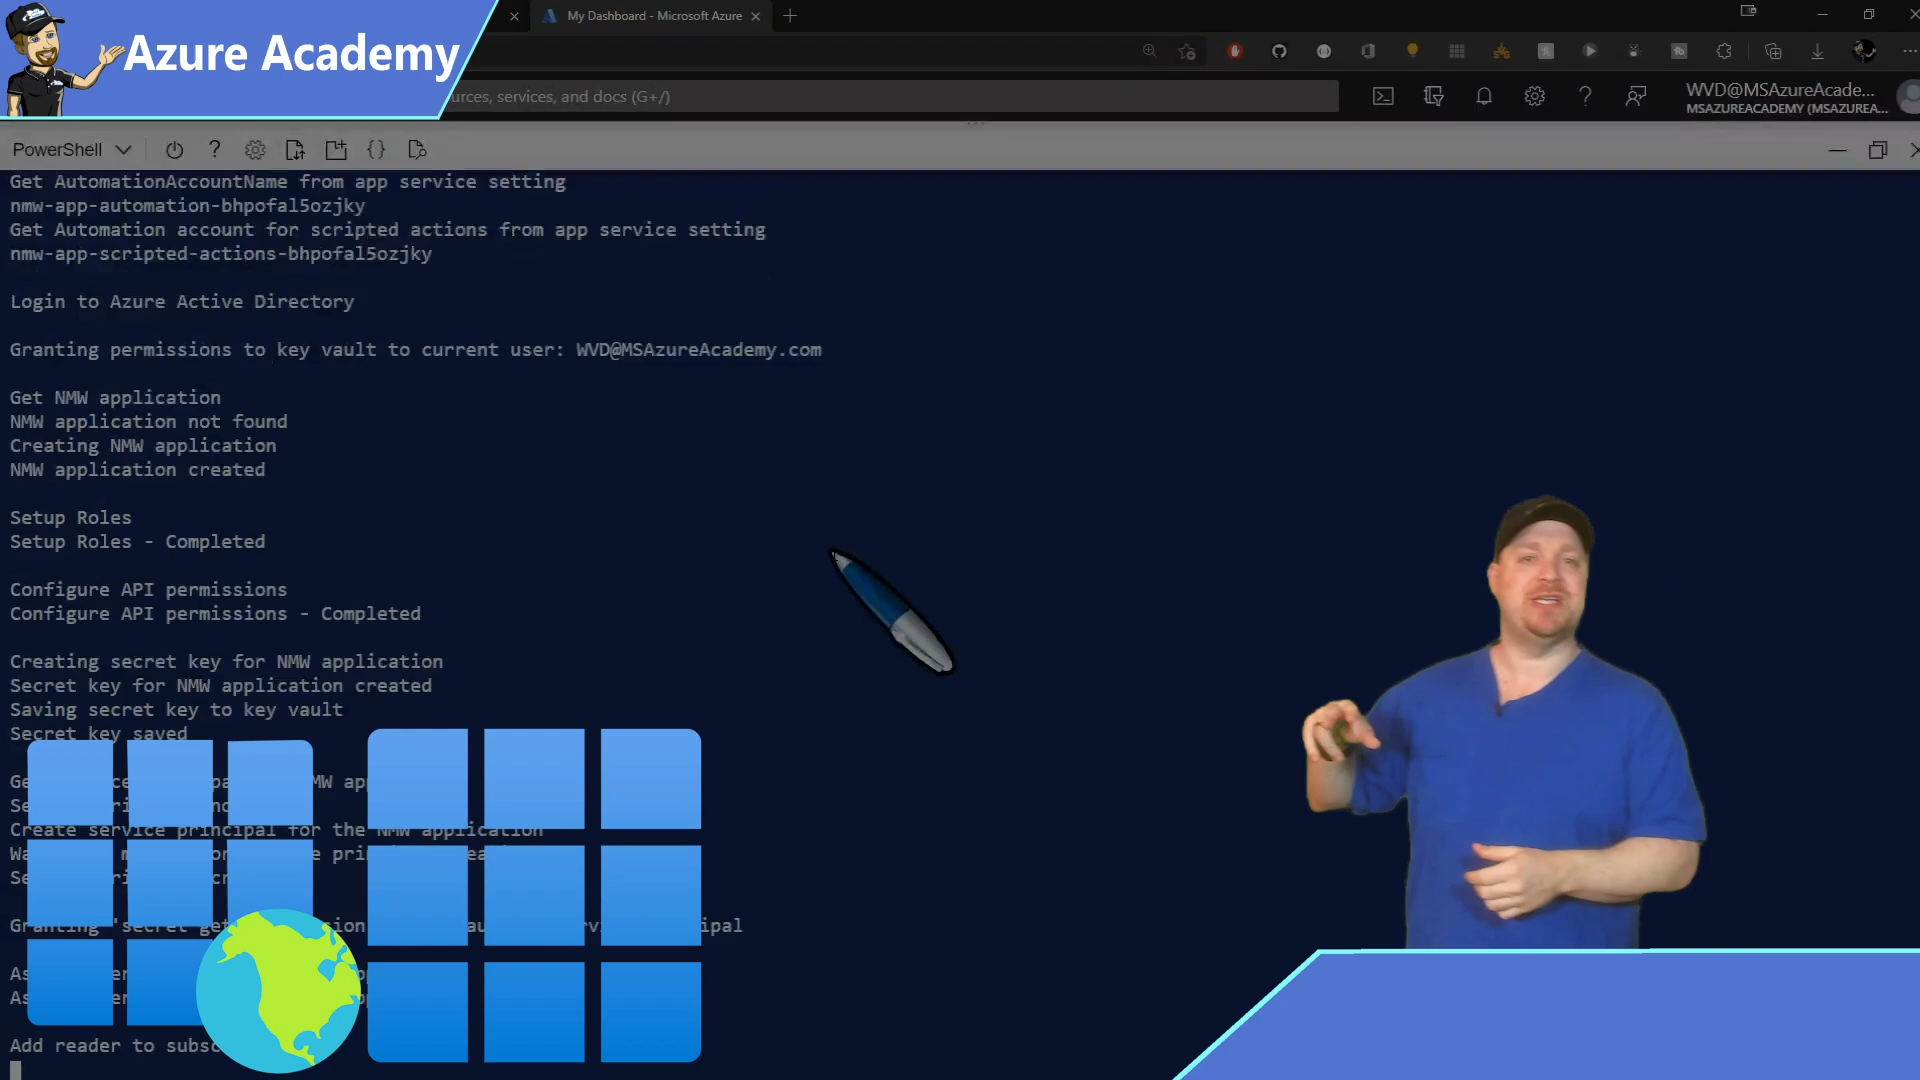 Azure Academy
My Dashboard - Microsoft Azure
urces, services, and docs (G+/)
WVD@MSAzureAcade...
MSAZUREACADEMY (MSAZUREA...
PowerShell
Get AutomationAccountName from app service setting
nmw-app-automation-bhpofal5ozjky
Get Automation account for scripted actions from app service setting
nmw-app-scripted-actions-bhpofal5ozjky
Login to Azure Active Directory
Granting permissions to key vault to current user: WVD@MSAzureAcademy.com
Get NMW application
NMW application not found
Creating NMW application
NMW application created
Setup Roles
Setup Roles - Completed
Configure API permissions
Configure API permissions - Completed
Creating secret key for NMW application
Secret key for NMW application created
Saving secret key to key vault
Secret key saved
Create service principal for the NMW application
Granting 'secret
Add reader to